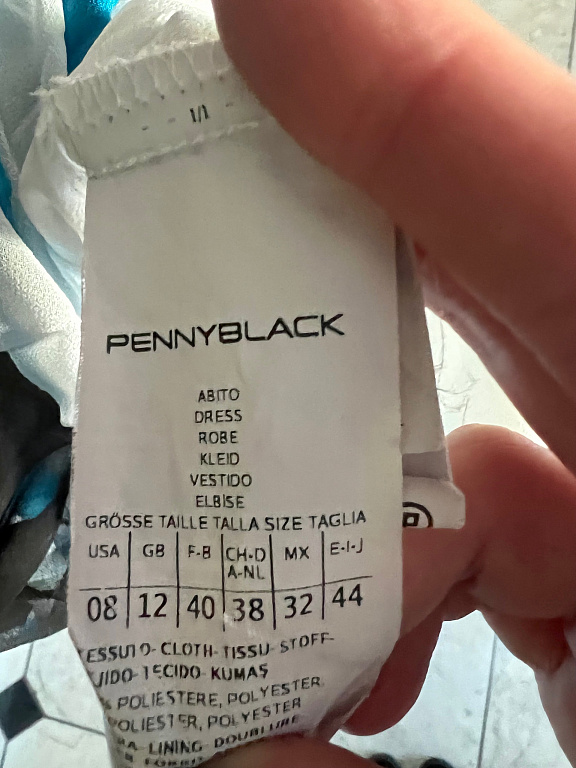 1/1
PENNYBLACK
ABITO
DRESS
ROBE
KLEID
VESTIDO
ELBISE
GRÖSSE TAILLE TALLA SIZE TAGLIA
USA GB F-B CH-D A-NL MX E-I-J
08 12 40 38 32 44
CLOTH-TISSU-STOFF-
TECIDO-KUMAŞ
POLIESTERE, POLYESTER
POLIESTER, POLYESTER
LINING-DOUBLURE